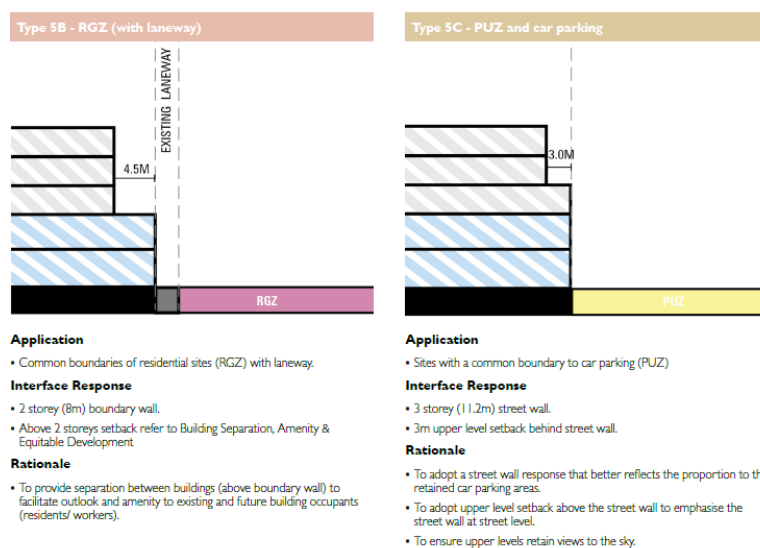 Type 5B - RGZ (with laneway)
EXISTING LANEWAY
4.5M
RGZ
Application
• Common boundaries of residential sites (RGZ) with laneway.
Interface Response
• 2 storey (8m) boundary wall.
• Above 2 storeys setback refer to Building Separation, Amenity &
Equitable Development
Rationale
• To provide separation between buildings (above boundary wall) to
facilitate outlook and amenity to existing and future building occupants
(residents/ workers).
Type 5C - PUZ and car parking
3.0M
PUZ
Application
• Sites with a common boundary to car parking (PUZ)
Interface Response
• 3 storey (11.2m) street wall.
• 3m upper level setback behind street wall.
Rationale
• To adopt a street wall response that better reflects the proportion to th
retained car parking areas.
• To adopt upper level setback above the street wall to emphasise the
street wall at street level.
• To ensure upper levels retain views to the sky.